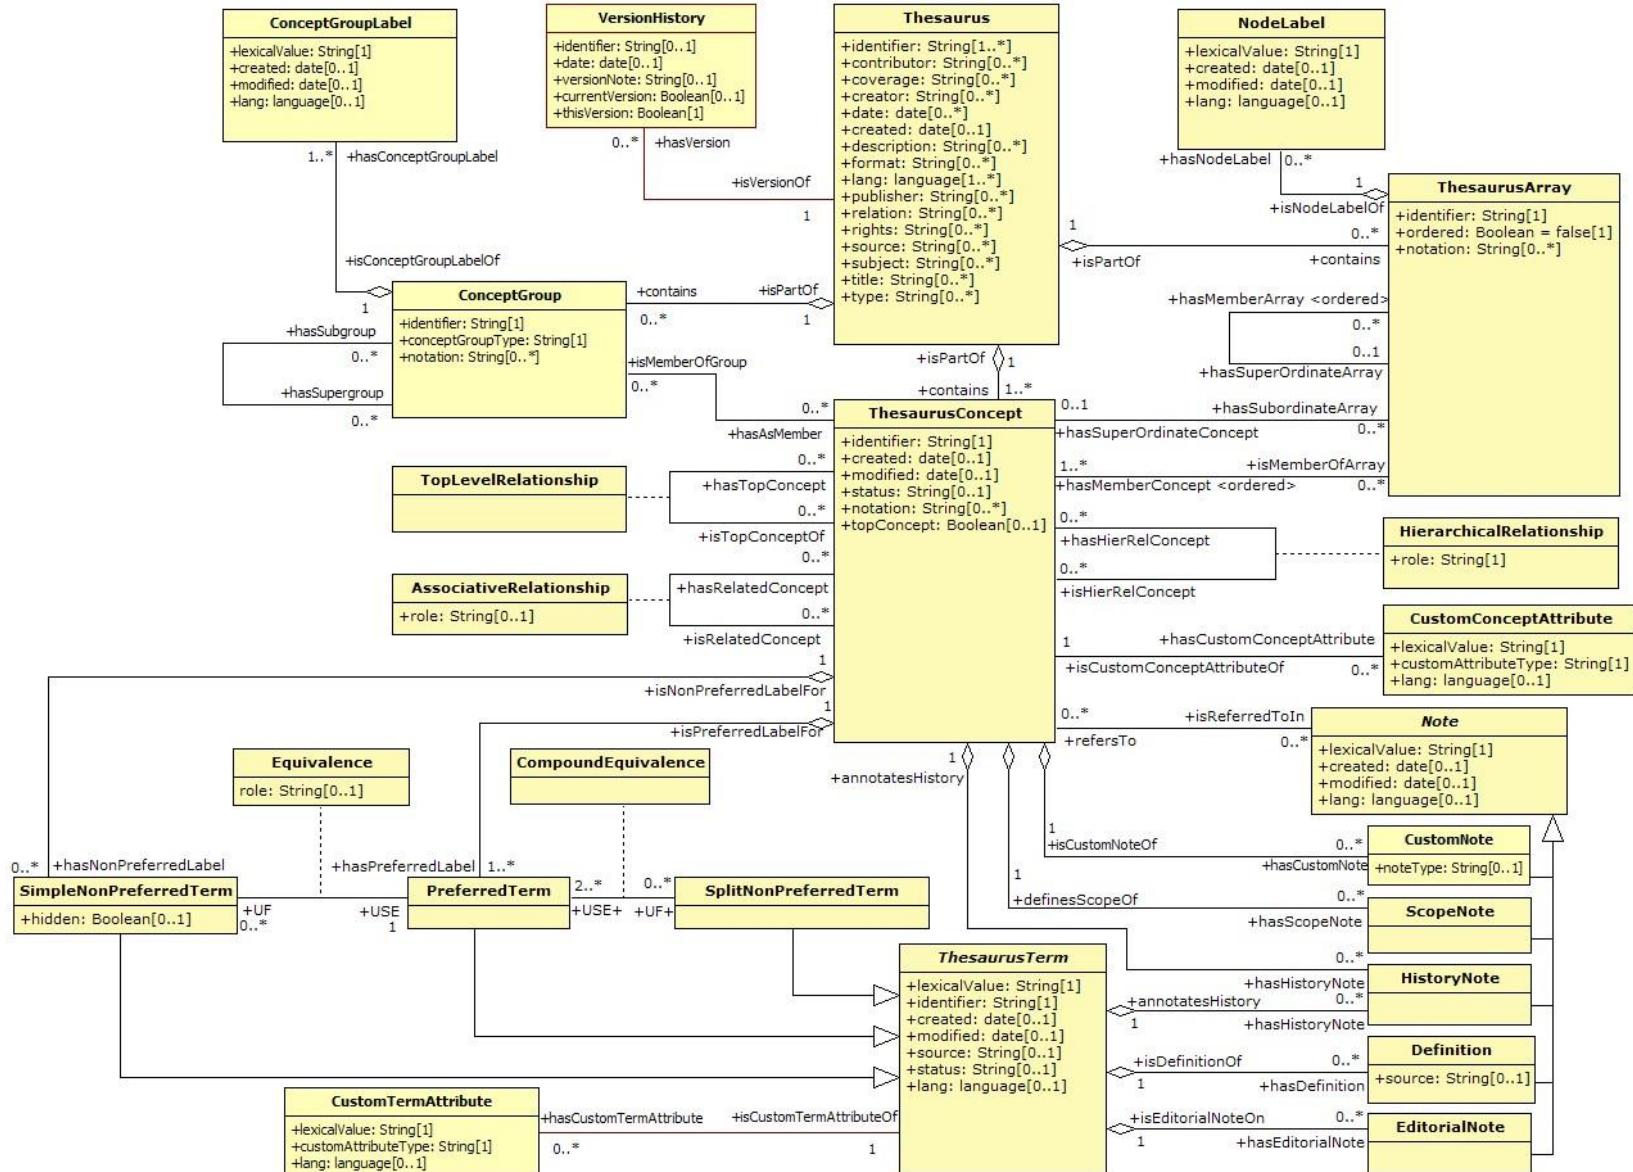 ConceptGroupLabel
+lexicalValue: String[1]
+created: date[0..1]
+modified: date[0..1]
+lang: language[0..1]
VersionHistory
+identifier: String[0..1]
+date: date[0..1]
+versionNote: String[0..1]
+currentVersion: Boolean[0..1]
+thisVersion: Boolean[1]
Thesaurus
+identifier: String[1..*]
+contributor: String[0..*]
+coverage: String[0..*]
+creator: String[0..*]
+date: date[0..*]
+created: date[0..1]
+description: String[0..*]
+format: String[0..*]
+lang: language[1..*]
+publisher: String[0..*]
+relation: String[0..*]
+rights: String[0..*]
+source: String[0..*]
+subject: String[0..*]
+title: String[0..*]
+type: String[0..*]
NodeLabel
+lexicalValue: String[1]
+created: date[0..1]
+modified: date[0..1]
+lang: language[0..1]
1..*
+hasConceptGroupLabel
0..*
+hasVersion
+isVersionOf
1
+hasNodeLabel
0..*
1
+isNodeLabelOf
ThesaurusArray
+identifier: String[1]
+ordered: Boolean = false[1]
+notation: String[0..*]
1
0..*
+isPartOf
+contains
+isConceptGroupLabelOf
1
ConceptGroup
+identifier: String[1]
+conceptGroupType: String[1]
+notation: String[0..*]
+contains
+isPartOf
0..*
1
+hasSubgroup
0..*
+hasSupergroup
0..*
+hasMemberArray <ordered>
0..*
0..1
+hasSuperOrdinateArray
+isMemberOfGroup
0..*
0..*
+hasAsMember
+isPartOf
1
+contains
1..*
ThesaurusConcept
+identifier: String[1]
+created: date[0..1]
+modified: date[0..1]
+status: String[0..1]
+notation: String[0..*]
+topConcept: Boolean[0..1]
0..1
+hasSubordinateArray
+hasSuperOrdinateConcept
0..*
1..*
+isMemberOfArray
+hasMemberConcept <ordered>
0..*
TopLevelRelationship
0..*
+hasTopConcept
0..*
+isTopConceptOf
0..*
+hasHierRelConcept
0..*
+isHierRelConcept
HierarchicalRelationship
+role: String[1]
AssociativeRelationship
+role: String[0..1]
0..*
+hasRelatedConcept
0..*
+isRelatedConcept
1
+hasCustomConceptAttribute
+isCustomConceptAttributeOf
0..*
CustomConceptAttribute
+lexicalValue: String[1]
+customAttributeType: String[1]
+lang: language[0..1]
1
+isNonPreferredLabelFor
1
+isPreferredLabelFor
0..*
+isReferredToIn
+refersTo
0..*
Note
+lexicalValue: String[1]
+created: date[0..1]
+modified: date[0..1]
+lang: language[0..1]
Equivalence
role: String[0..1]
CompoundEquivalence
1
+annotatesHistory
1
+isCustomNoteOf
0..*
+hasCustomNote
CustomNote
+noteType: String[0..1]
0..*
+hasNonPreferredLabel
+hasPreferredLabel
1..*
SimpleNonPreferredTerm
+hidden: Boolean[0..1]
+UF
0..*
+USE
1
PreferredTerm
2..*
+USE+
0..*
+UF+
SplitNonPreferredTerm
1
+definesScopeOf
0..*
+hasScopeNote
ScopeNote
ThesaurusTerm
+lexicalValue: String[1]
+identifier: String[1]
+created: date[0..1]
+modified: date[0..1]
+source: String[0..1]
+status: String[0..1]
+lang: language[0..1]
0..*
+hasHistoryNote
HistoryNote
+annotatesHistory
0..*
1
+hasHistoryNote
+isDefinitionOf
0..*
1
+hasDefinition
Definition
+source: String[0..1]
+isEditorialNoteOn
0..*
1
+hasEditorialNote
EditorialNote
CustomTermAttribute
+lexicalValue: String[1]
+customAttributeType: String[1]
+lang: language[0..1]
+hasCustomTermAttribute
+isCustomTermAttributeOf
0..*
1